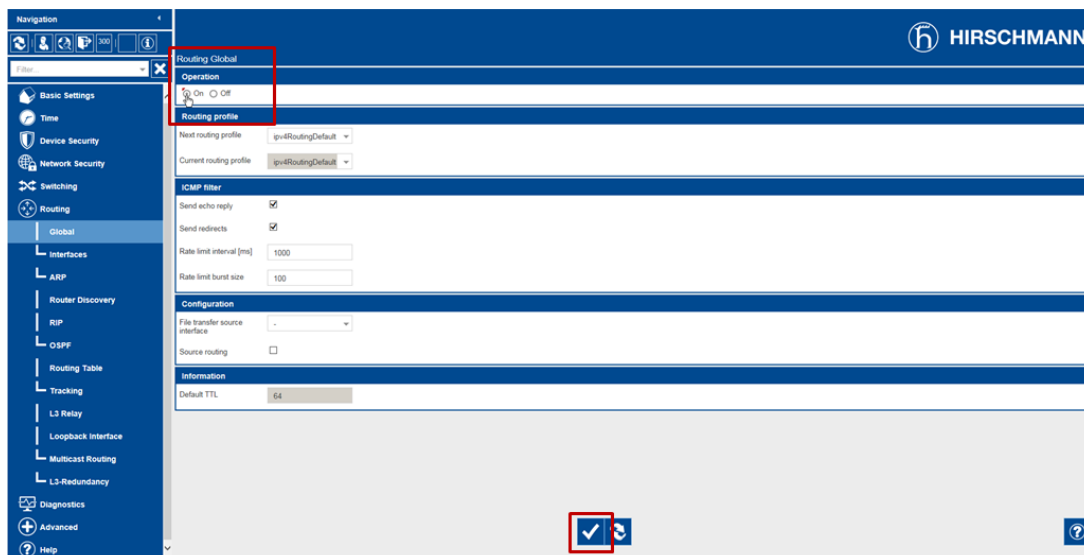 Navigation
300
Filter...
Basic Settings
Time
Device Security
Network Security
Switching
Routing
Global
Interfaces
ARP
Router Discovery
RIP
OSPF
Routing Table
Tracking
L3 Relay
Loopback Interface
Multicast Routing
L3-Redundancy
Diagnostics
Advanced
Help
HIRSCHMANN
Routing Global
Operation
On Off
Routing profile
Next routing profile ipv4RoutingDefault
Current routing profile ipv4RoutingDefault
ICMP filter
Send echo reply
Send redirects
Rate limit interval [ms] 1000
Rate limit burst size 100
Configuration
File transfer source
interface -
Source routing
Information
Default TTL 64